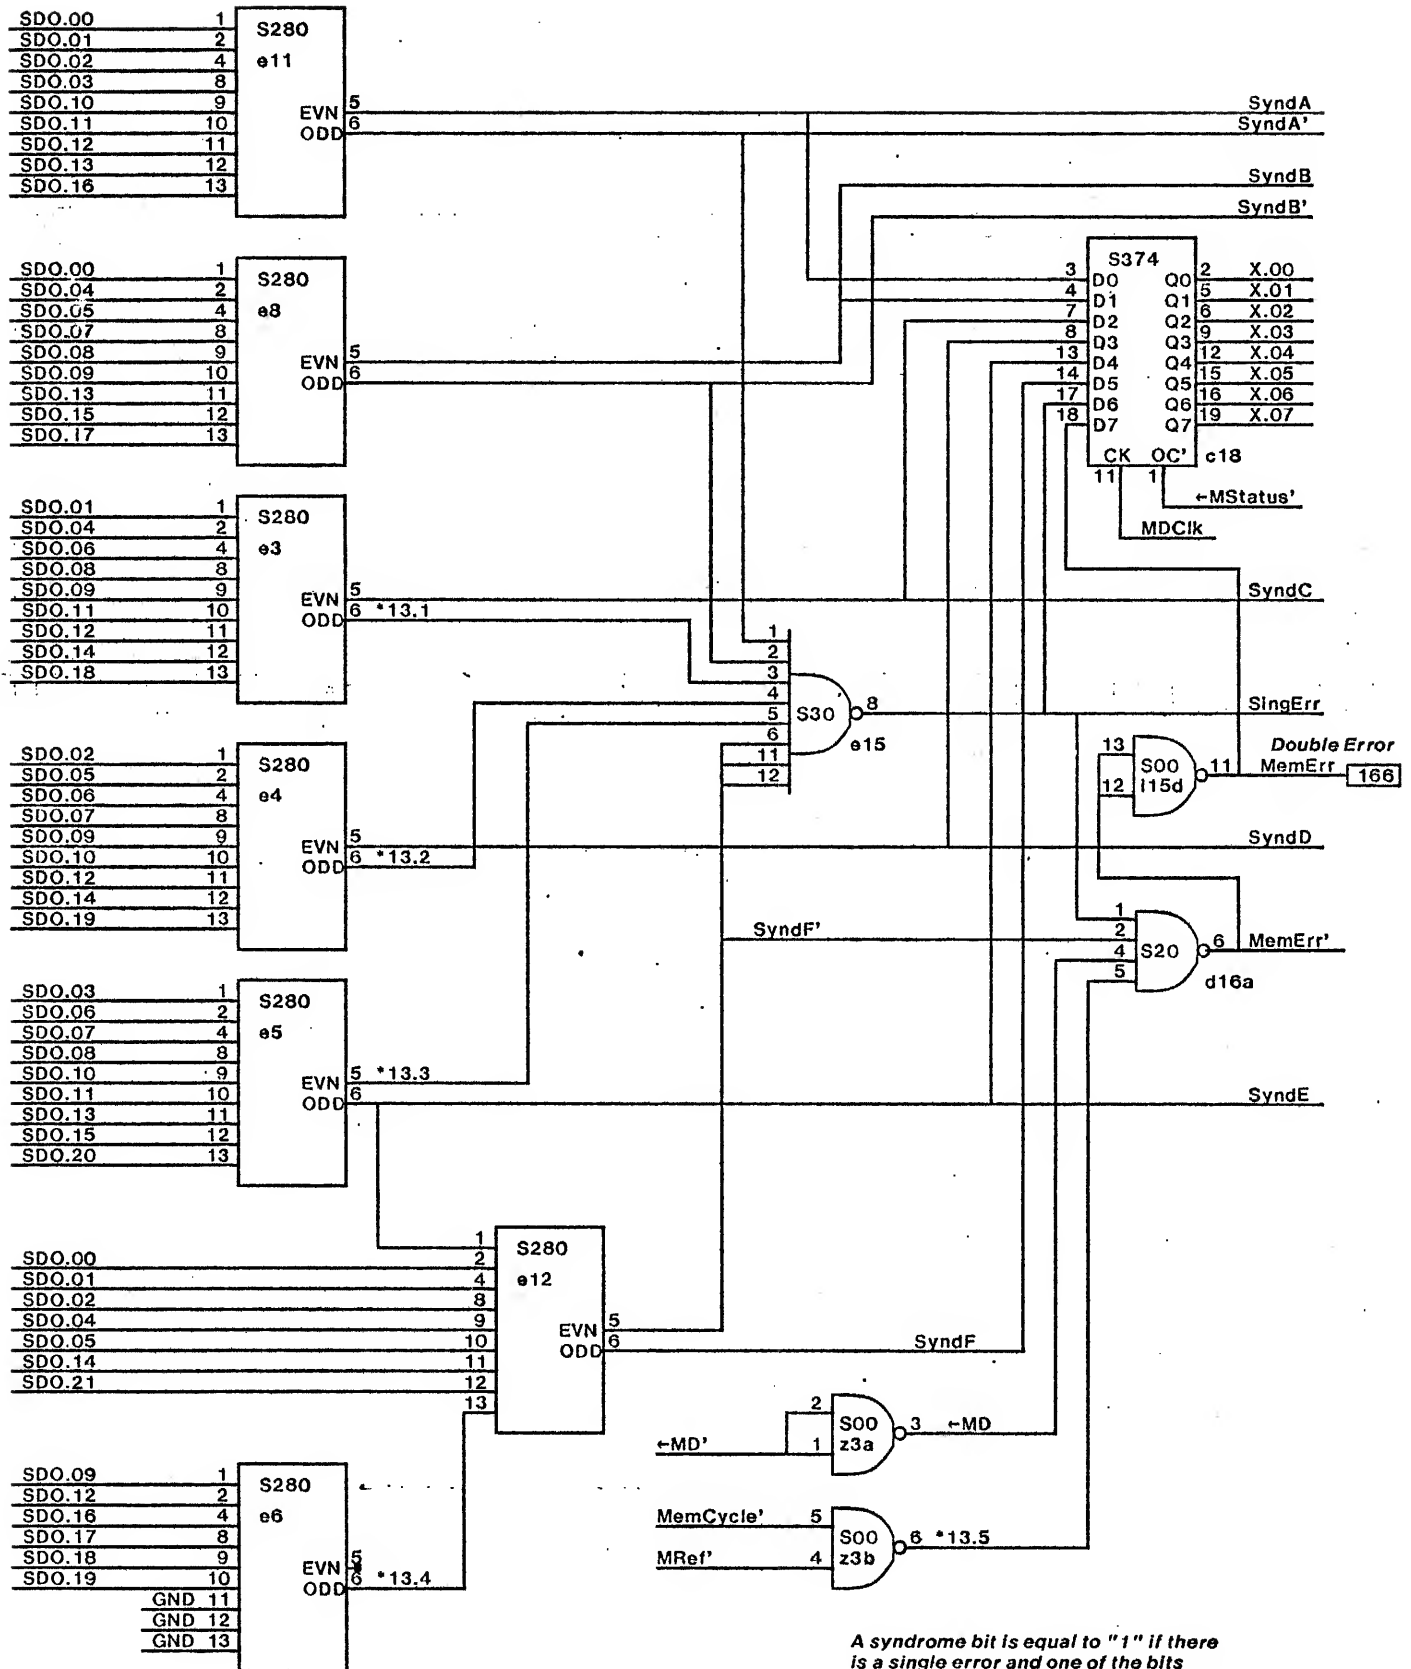 SDO.00 1
SDO.01 2
SDO.02 4
SDO.03 8
SDO.10 9
SDO.11 10
SDO.12 11
SDO.13 12
SDO.16 13
S280
e11
EVN 5
ODD 6
SyndA
SyndA'
SyndB
SyndB'
SDO.00 1
SDO.04 2
SDO.05 4
SDO.07 8
SDO.08 9
SDO.09 10
SDO.13 11
SDO.15 12
SDO.17 13
S280
e8
EVN 5
ODD 6
S374
3 D0 Q0 2 X.00
4 D1 Q1 5 X.01
7 D2 Q2 6 X.02
8 D3 Q3 9 X.03
13 D4 Q4 12 X.04
14 D5 Q5 15 X.05
17 D6 Q6 16 X.06
18 D7 Q7 19 X.07
CK OC' c18
11 1
←MStatus'
MDClk
SDO.01 1
SDO.04 2
SDO.06 4
SDO.08 8
SDO.09 9
SDO.11 10
SDO.12 11
SDO.14 12
SDO.18 13
S280
e3
EVN 5
ODD 6 *13.1
SyndC
1
2
3
4
5
6
11
12
S30
8
e15
SingErr
SDO.02 1
SDO.05 2
SDO.06 4
SDO.07 8
SDO.09 9
SDO.10 10
SDO.12 11
SDO.14 12
SDO.19 13
S280
e4
EVN 5
ODD 6 *13.2
13
12
S00
l15d
11
Double Error
MemErr 166
SyndD
SyndF'
1
2
4
5
S20
6 MemErr'
d16a
SDO.03 1
SDO.06 2
SDO.07 4
SDO.08 8
SDO.10 9
SDO.11 10
SDO.13 11
SDO.15 12
SDO.20 13
S280
e5
EVN 5 *13.3
ODD 6
SyndE
1
SDO.00 2
SDO.01 4
SDO.02 8
SDO.04 9
SDO.05 10
SDO.14 11
SDO.21 12
13
S280
e12
EVN 5
ODD 6
SyndF
2
←MD' 1
S00
z3a
3 ←MD
SDO.09 1
SDO.12 2
SDO.16 4
SDO.17 8
SDO.18 9
SDO.19 10
GND 11
GND 12
GND 13
S280
e6
EVN 5
ODD 6 *13.4
MemCycle' 5
MRef' 4
S00
z3b
6 *13.5
A syndrome bit is equal to "1" if there
is a single error and one of the bits